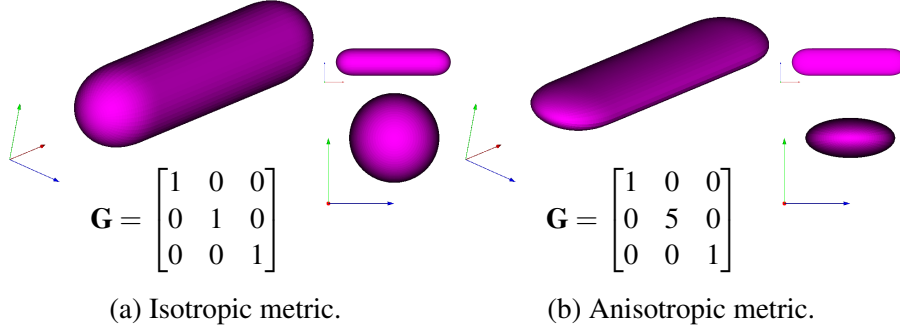 G = [1 0 0
0 1 0
0 0 1]
G = [1 0 0
0 5 0
0 0 1]
(a) Isotropic metric.
(b) Anisotropic metric.